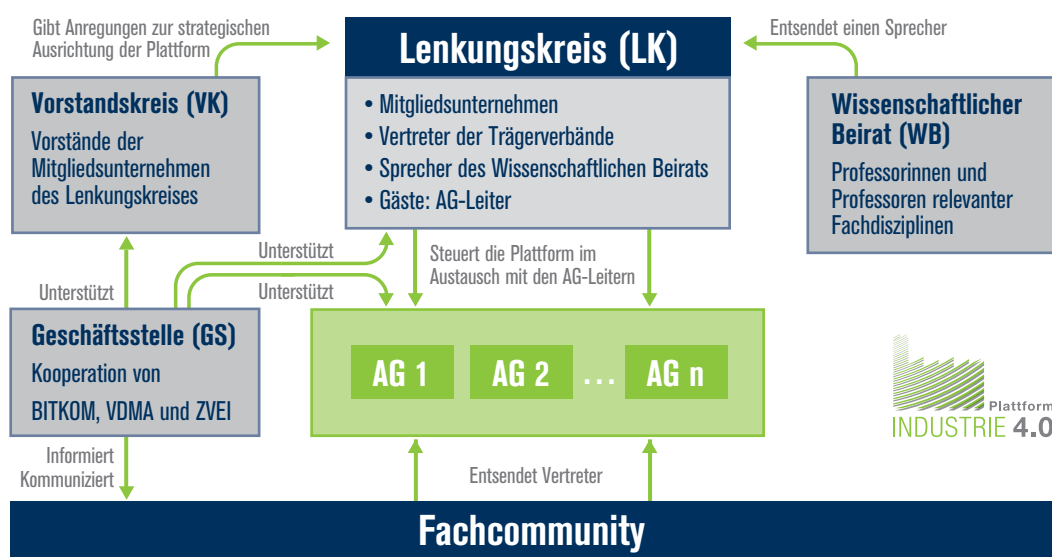 Gibt Anregungen zur strategischen
Ausrichtung der Plattform
Lenkungskreis (LK)
Entsendet einen Sprecher
Vorstandskreis (VK)
Vorstände der
Mitgliedsunternehmen
des Lenkungskreises
• Mitgliedsunternehmen
• Vertreter der Trägerverbände
• Sprecher des Wissenschaftlichen Beirats
• Gäste: AG-Leiter
Wissenschaftlicher
Beirat (WB)
Professorinnen und
Professoren relevanter
Fachdisziplinen
Unterstützt
Unterstützt
Unterstützt
Steuert die Plattform im
Austausch mit den AG-Leitern
Geschäftsstelle (GS)
Kooperation von
BITKOM, VDMA und ZVEI
AG 1
AG 2
...
AG n
Plattform
INDUSTRIE 4.0
Informiert
Kommuniziert
Entsendet Vertreter
Fachcommunity